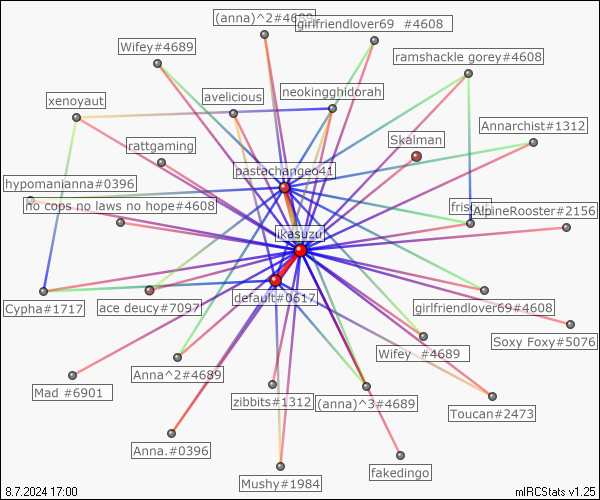 (anna)^2#4689
girlfriendlover69 #4608
Wifey#4689
ramshackle gorey#4608
xenoyaut
avelicious
neokingghidorah
Annarchist#1312
rattgaming
Skalman
pastachangeo41
hypomanianna#0396
no cops no laws no hope#4608
AlpineRooster#2156
ikasuzu
default#0617
Cypha#1717
ace deucy#7097
girlfriendlover69#4608
Soxy Foxy#5076
Wifey #4689
Anna^2#4689
Mad #6901
zibbits#1312
(anna)^3#4689
Toucan#2473
Anna.#0396
fakedingo
Mushy#1984
8.7.2024 17:00
mIRCStats v1.25